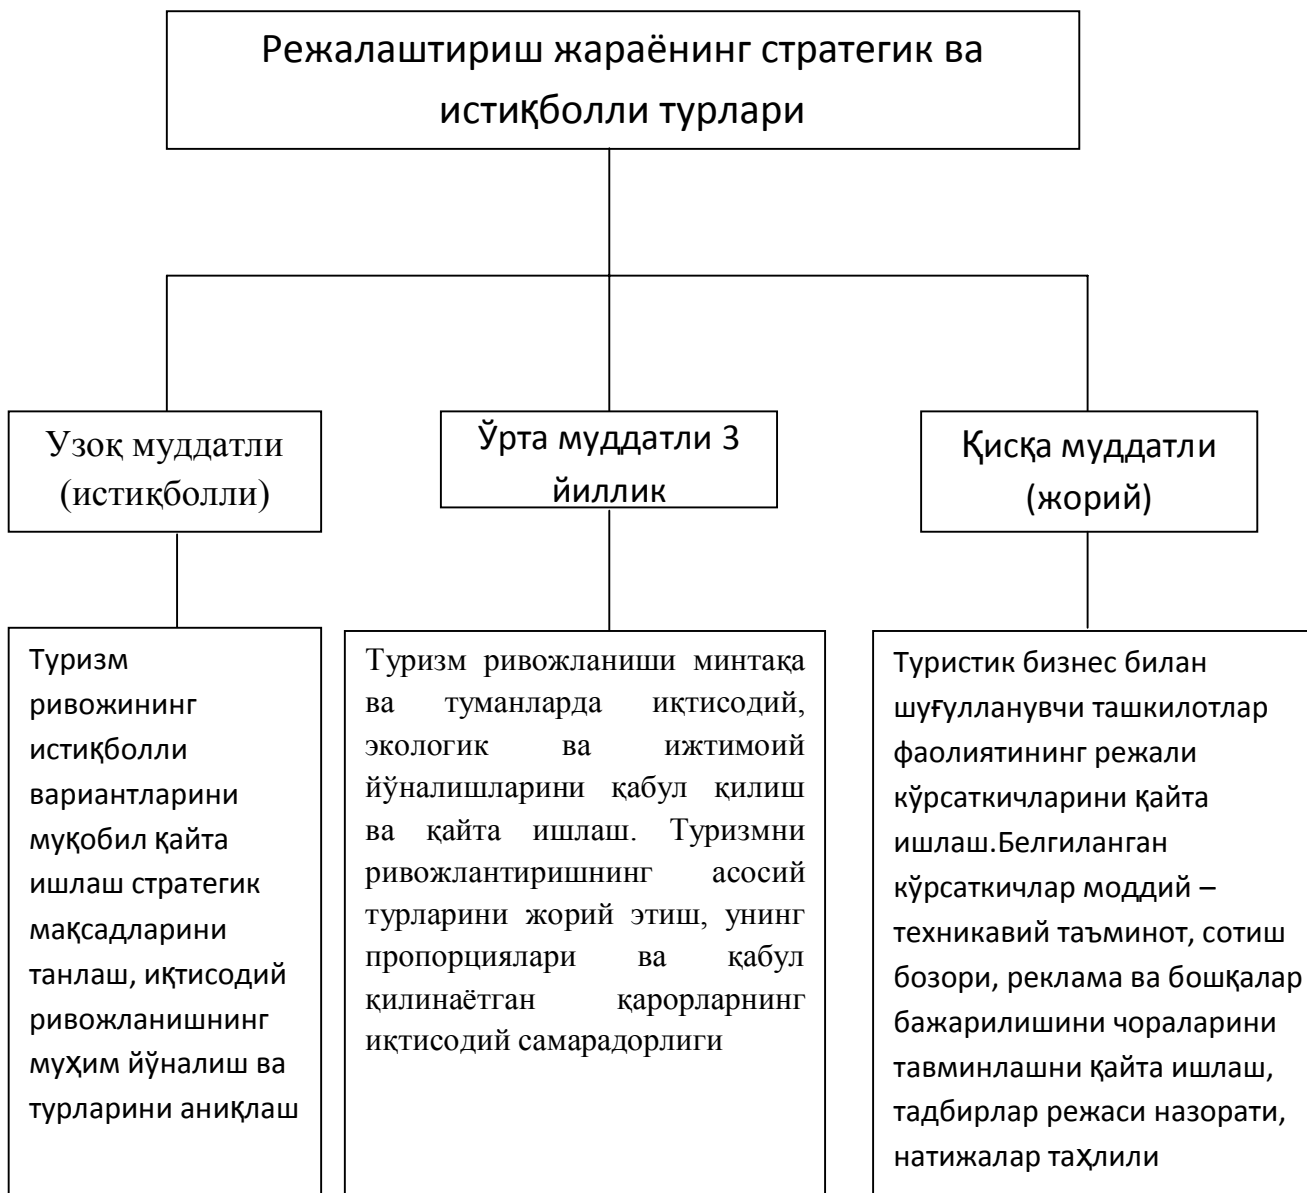 Режалаштириш жараёнинг стратегик ва
истиқболли турлари
Узоқ муддатли
(истиқболли)
Ўрта муддатли 3
йиллик
Қисқа муддатли
(жорий)
Туризм
ривожининг
истиқболли
вариантларини
муқобил қайта
ишлаш стратегик
мақсадларини
танлаш, иқтисодий
ривожланишнинг
муҳим йўналиш ва
турларини аниқлаш
Туризм ривожланиши минтақа
ва туманларда иқтисодий,
экологик ва ижтимоий
йўналишларини қабул қилиш
ва қайта ишлаш. Туризмни
ривожлантиришнинг асосий
турларини жорий этиш, унинг
пропорциялари ва қабул
қилинаётган қарорларнинг
иқтисодий самарадорлиги
Туристик бизнес билан
шуғулланувчи ташкилотлар
фаолиятининг режали
кўрсаткичларини қайта
ишлаш.Белгиланган
кўрсаткичлар моддий –
техникавий таъминот, сотиш
бозори, реклама ва бошқалар
бажарилишини чораларини
тавминлашни қайта ишлаш,
тадбирлар режаси назорати,
натижалар таҳлили